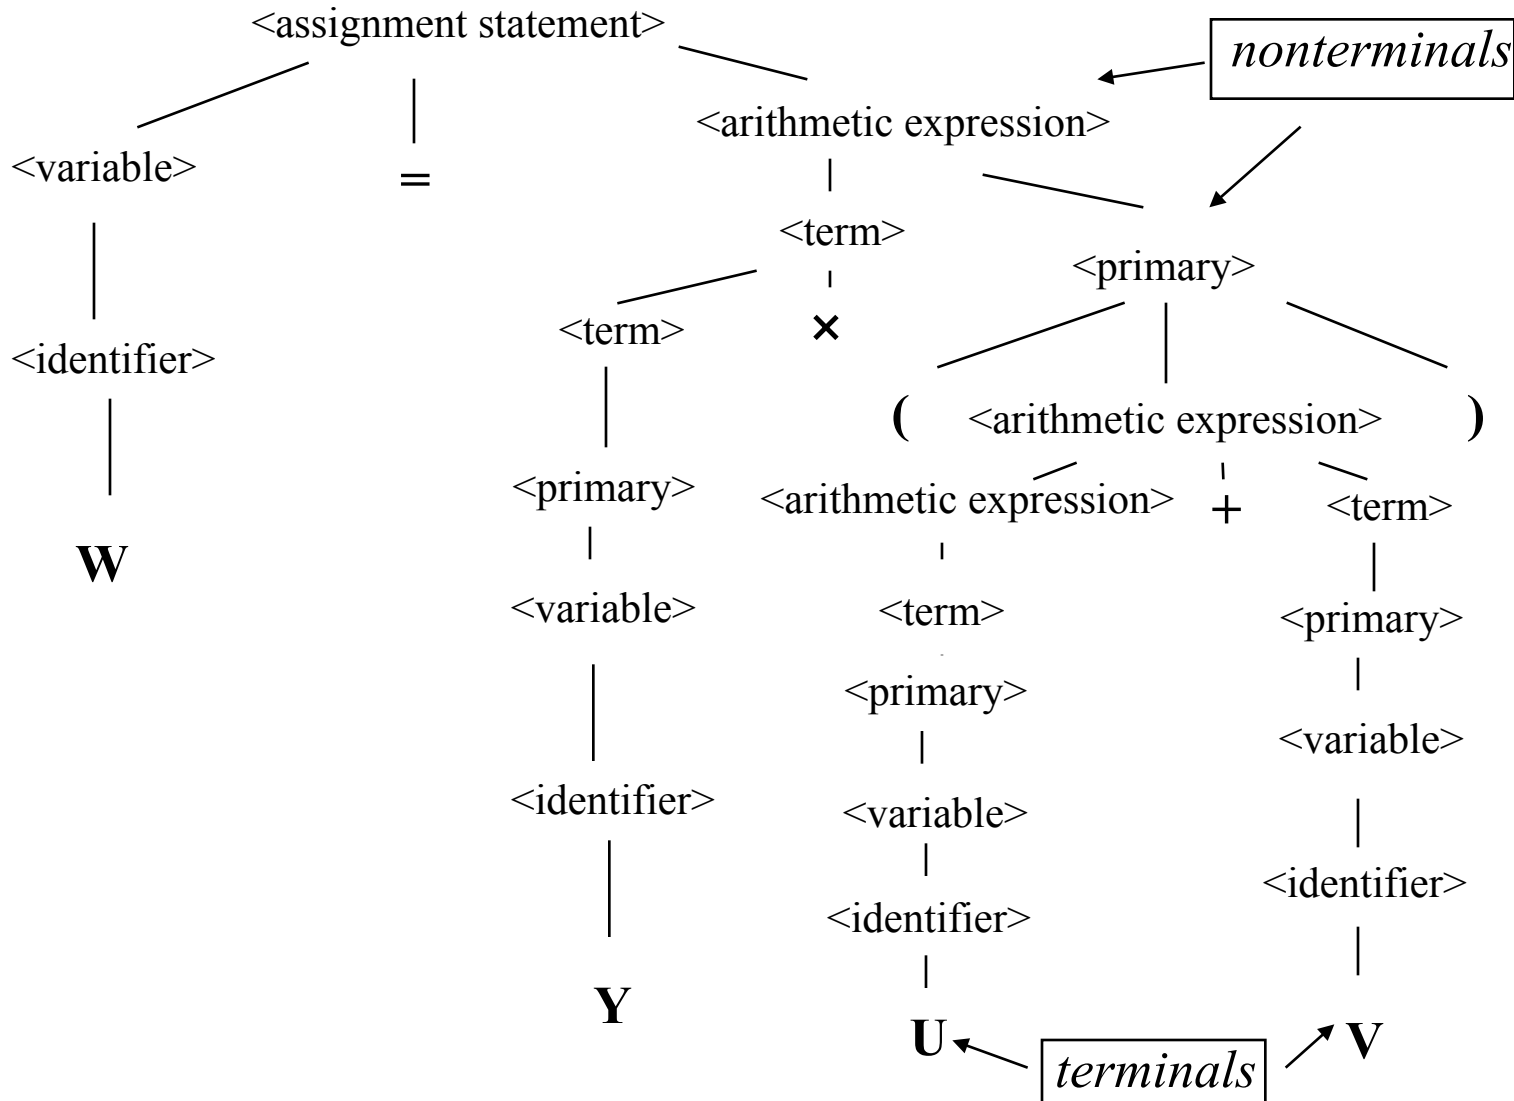 <assignment statement>
nonterminals
<arithmetic expression>
<variable>
=
<term>
<primary>
<term>
×
<identifier>
(
<arithmetic expression>
)
<primary>
<arithmetic expression>
+
<term>
W
<variable>
<term>
<primary>
<primary>
<variable>
<identifier>
<variable>
<identifier>
<identifier>
Y
U
V
terminals